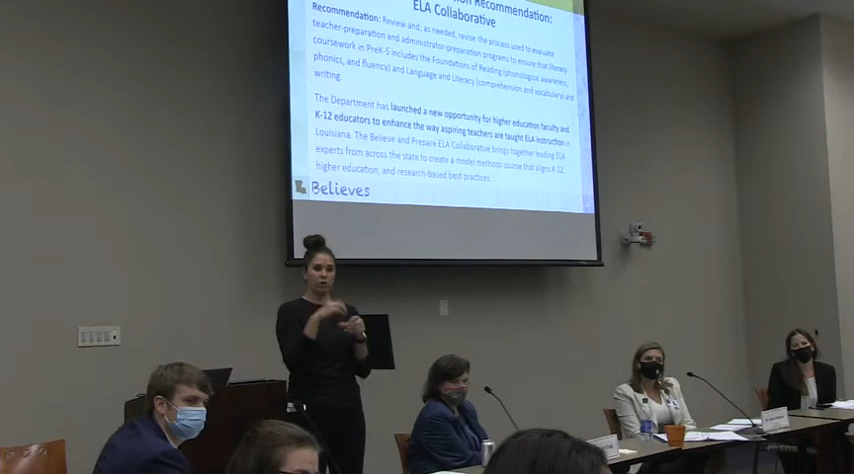 Recommendation:
ELA Collaborative
Recommendation: Review and, as needed, revise the process used to evaluate
teacher-preparation and administrator-preparation programs to ensure that literacy
coursework in PreK-5 includes the Foundations of Reading (phonological awareness,
phonics, and fluency) and Language and Literacy (comprehension and vocabulary) and
writing.
The Department has launched a new opportunity for higher education faculty and
K-12 educators to enhance the way aspiring teachers are taught ELA instruction in
Louisiana. The Believe and Prepare ELA Collaborative brings together leading ELA
experts from across the state to create a model methods course that aligns K-12,
higher education, and research-based best practices.
Believes